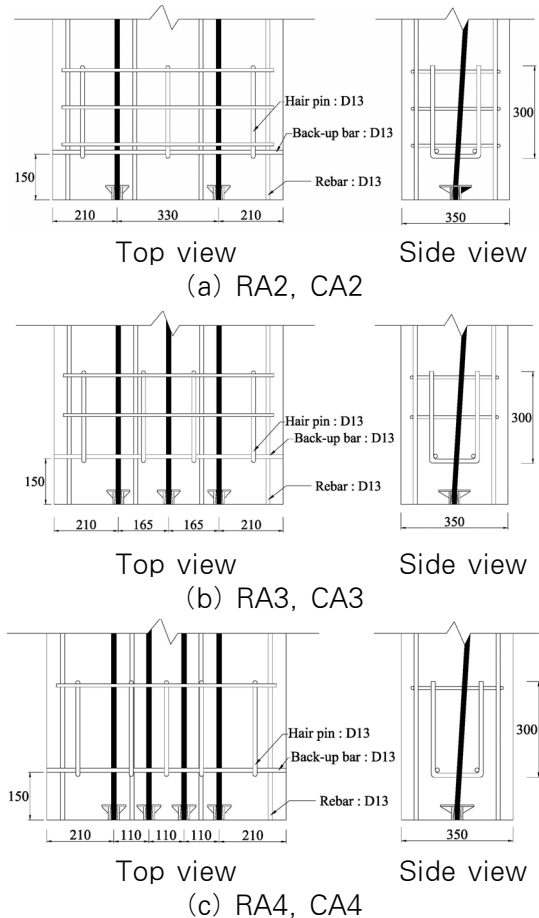 Hair pin : D13
Back-up bar : D13
Rebar : D13
150
210 330 210
300
350
Top view Side view
(a) RA2, CA2
Hair pin : D13
Back-up bar : D13
Rebar : D13
150
210 165 165 210
300
350
Top view Side view
(b) RA3, CA3
Hair pin : D13
Back-up bar : D13
Rebar : D13
150
210 110 110 110 210
300
350
Top view Side view
(c) RA4, CA4